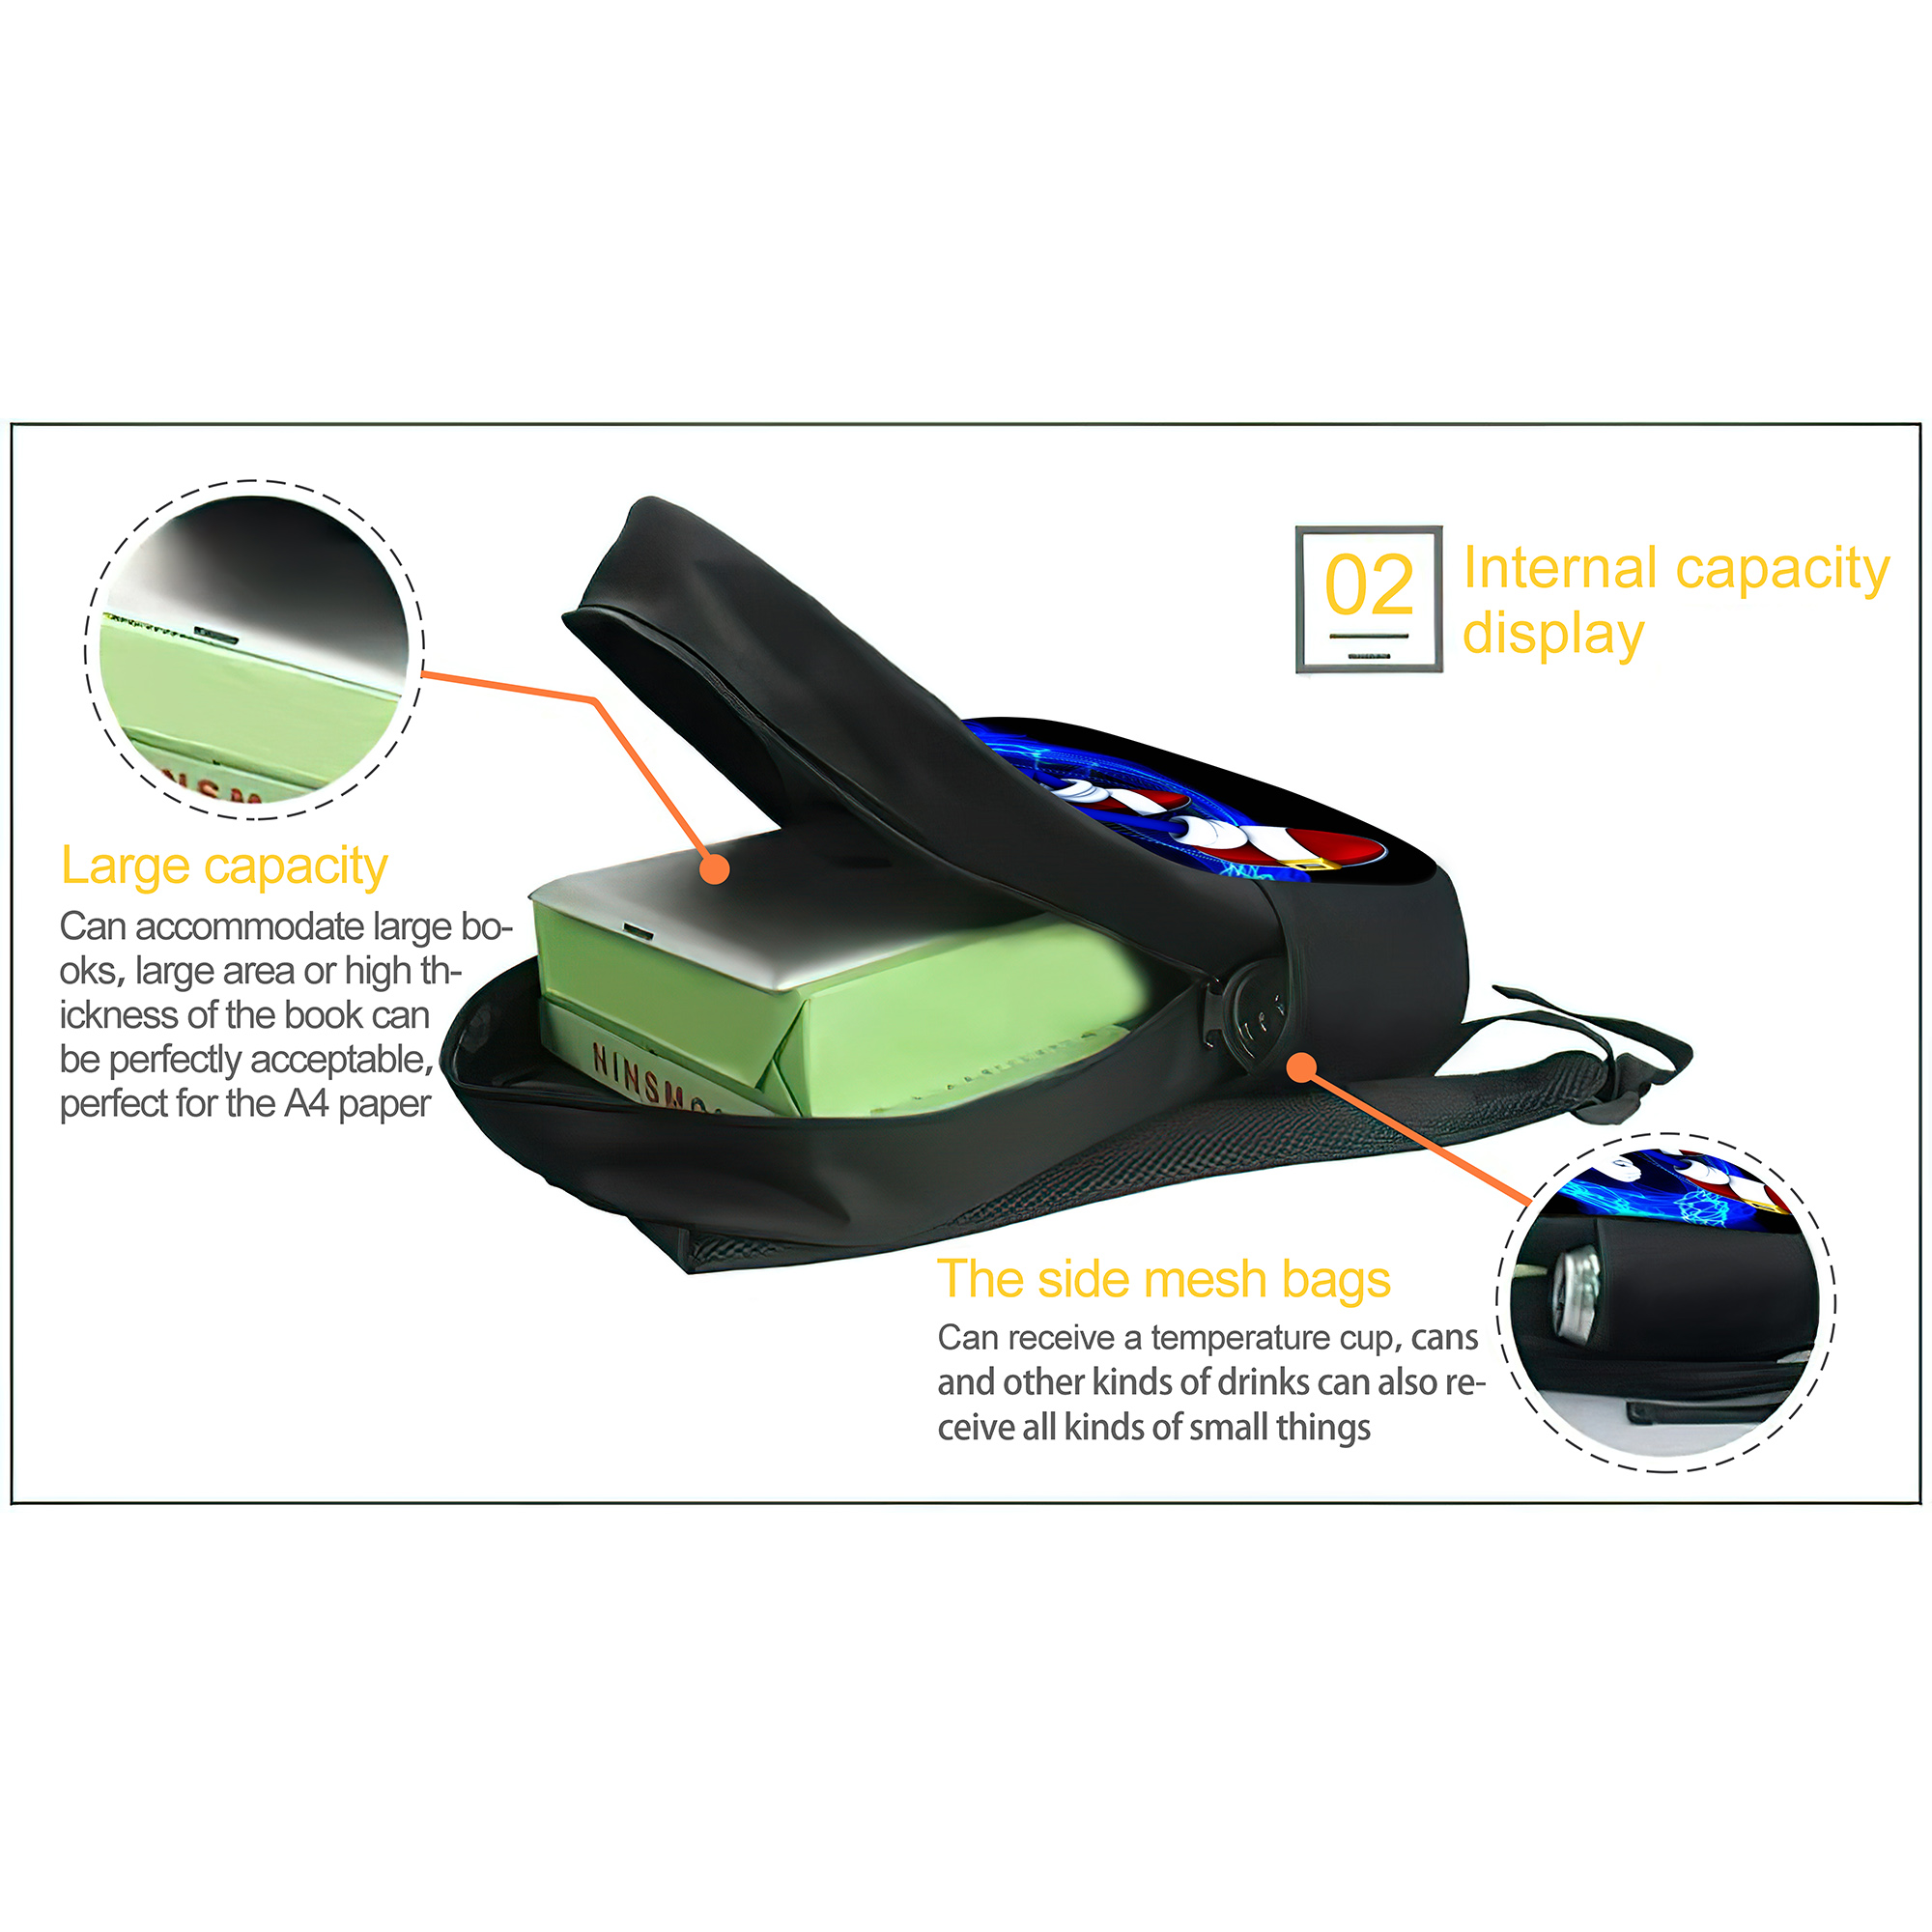 02
Internal capacity
display
Large capacity
Can accommodate large bo-
oks, large area or high th-
ickness of the book can
be perfectly acceptable,
perfect for the A4 paper
The side mesh bags
Can receive a temperature cup, cans
and other kinds of drinks can also re-
ceive all kinds of small things